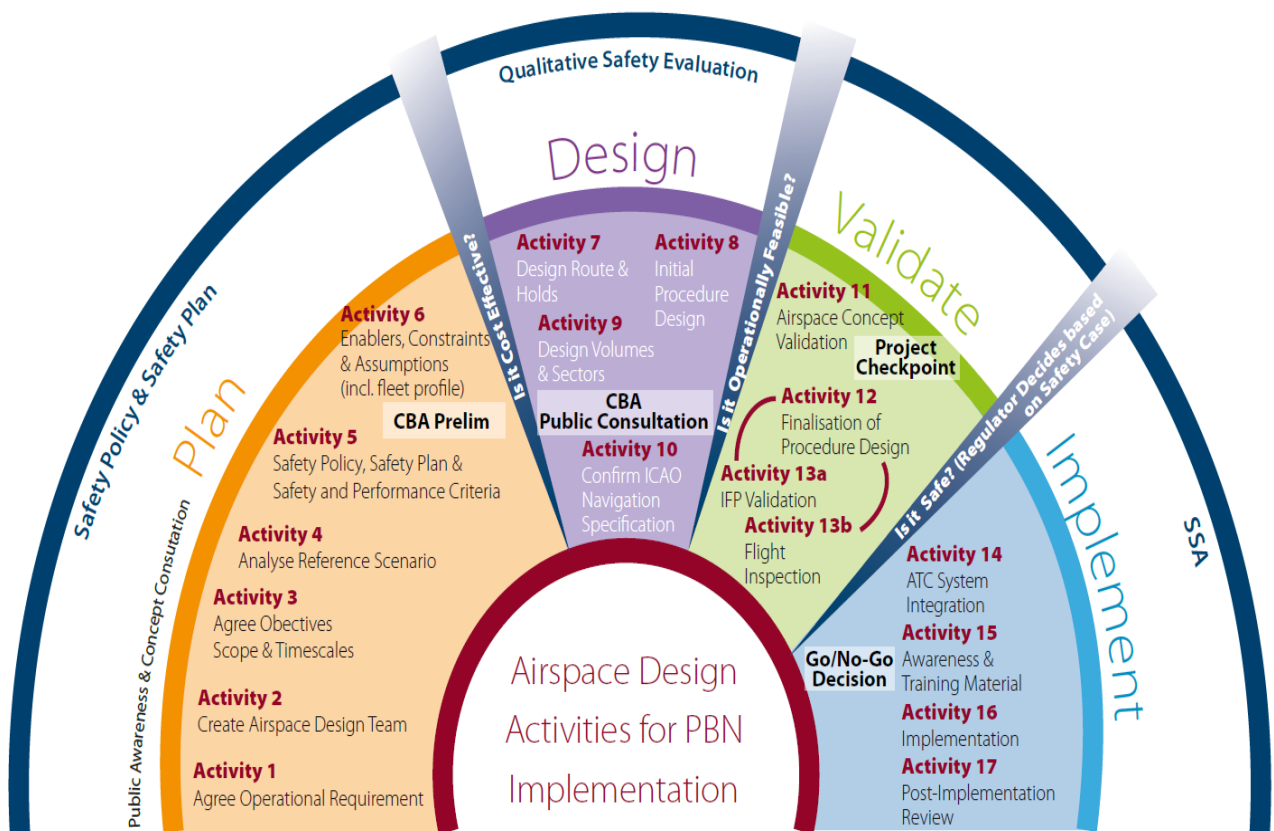 Safety Policy & Safety Plan
Public Awareness & Concept Consutation
Plan
Activity 1
Agree Operational Requirement
Activity 2
Create Airspace Design Team
Activity 3
Agree Obectives
Scope & Timescales
Activity 4
Analyse Reference Scenario
Activity 5
Safety Policy, Safety Plan &
Safety and Performance Criteria
CBA Prelim
Activity 6
Enablers, Constraints
& Assumptions
(incl. fleet profile)
Is it Cost Effective?
Qualitative Safety Evaluation
Design
Activity 7
Design Route &
Holds
Activity 8
Initial
Procedure
Design
Activity 9
Design Volumes
& Sectors
CBA
Public Consultation
Activity 10
Confirm ICAO
Navigation
Specification
Is it Operationally Feasible?
Validate
Activity 11
Airspace Concept
Validation
Project
Checkpoint
Activity 12
Finalisation of
Procedure Design
Activity 13a
IFP Validation
Activity 13b
Flight
Inspection
Is it Safe? (Regulator Decides based
on Safety Case)
SSA
Implement
Activity 14
ATC System
Integration
Go/No-Go
Decision
Activity 15
Awareness &
Training Material
Activity 16
Implementation
Activity 17
Post-Implementation
Review
Airspace Design
Activities for PBN
Implementation